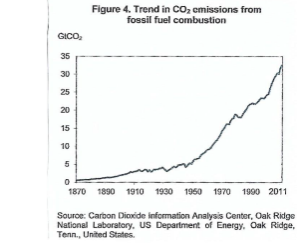 Figure 4. Trend in CO₂ emissions from
fossil fuel combustion
GtCO₂
35
30
25
20
15
10
5
0
1870 1890 1910 1930 1950 1970 1990 2011
Source: Carbon Dioxide Information Analysis Center, Oak Ridge
National Laboratory, US Department of Energy, Oak Ridge,
Tenn., United States.